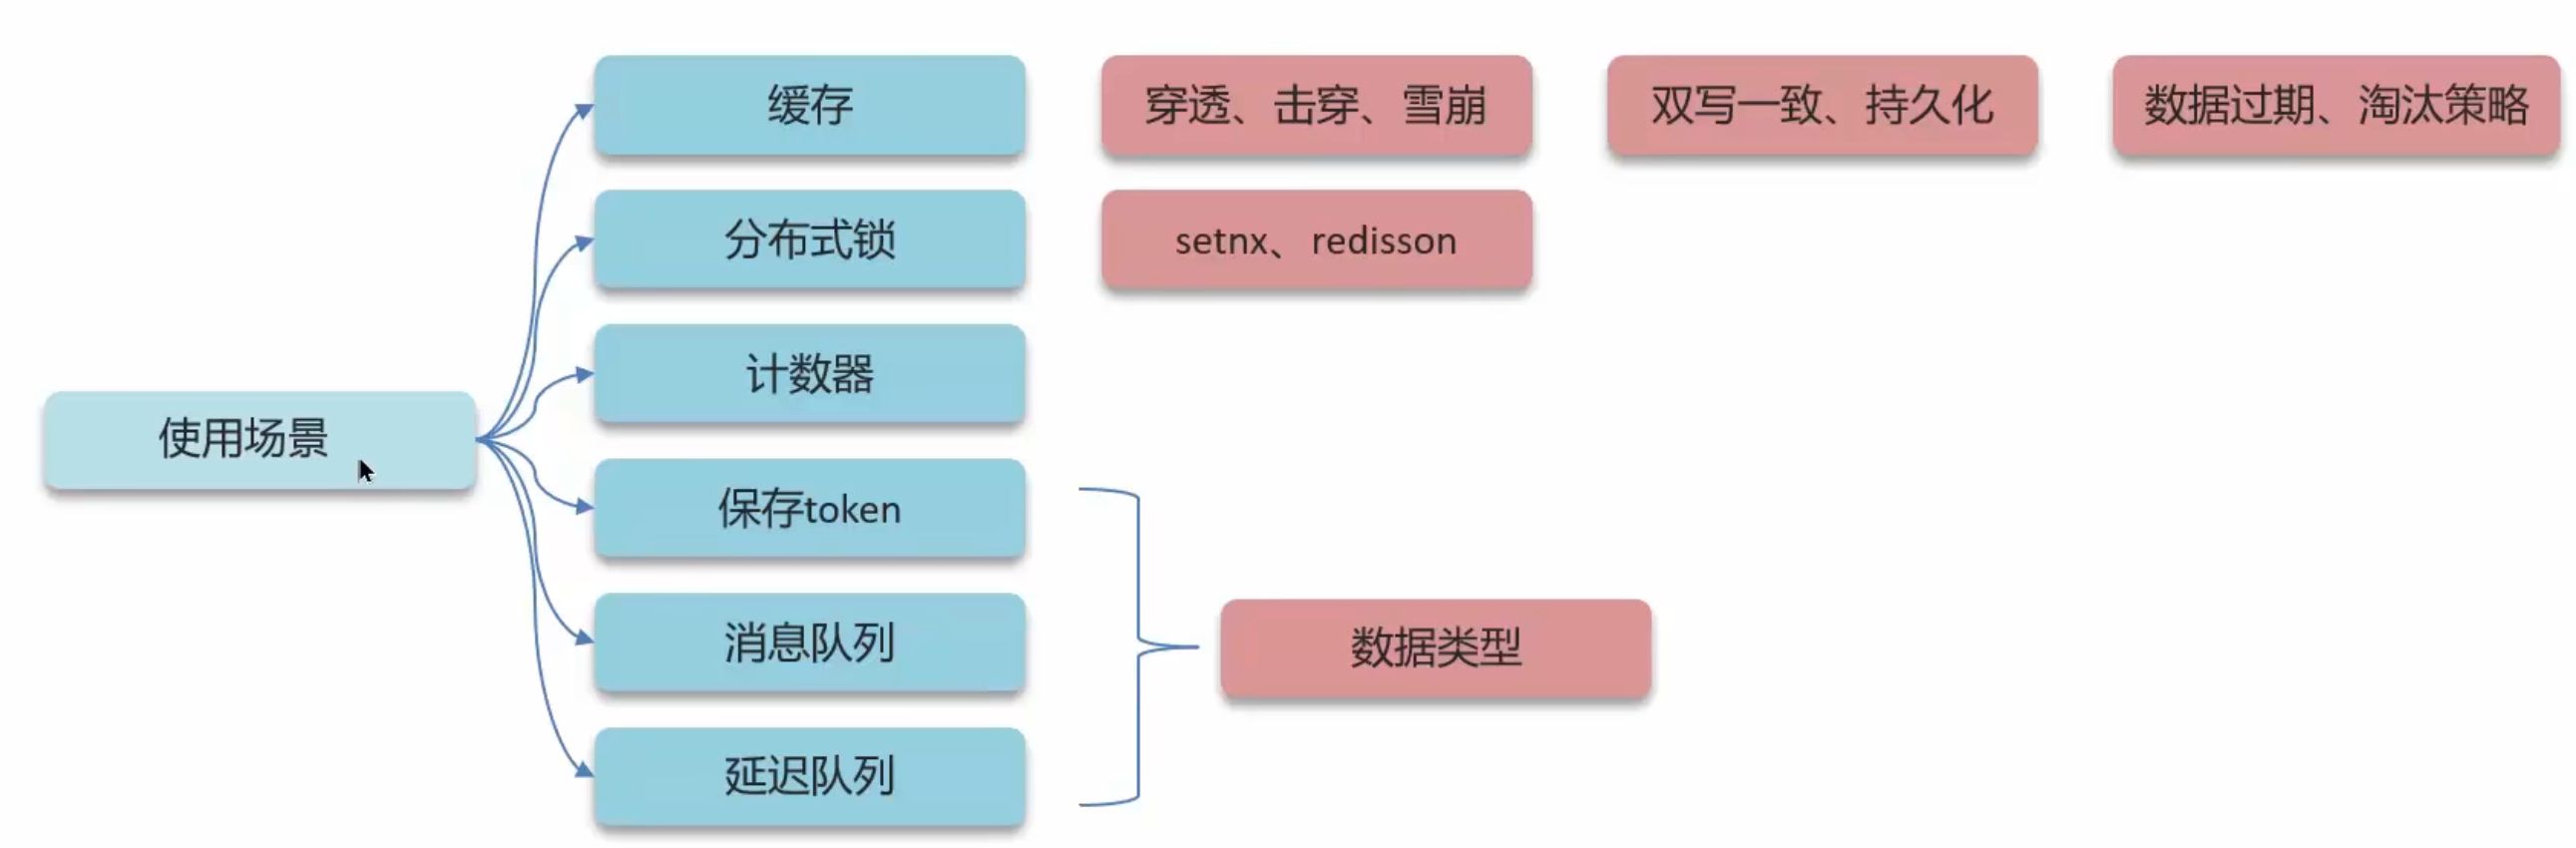 缓存
穿透、击穿、雪崩
双写一致、持久化
数据过期、淘汰策略
分布式锁
setnx、redisson
计数器
使用场景
保存token
消息队列
数据类型
延迟队列